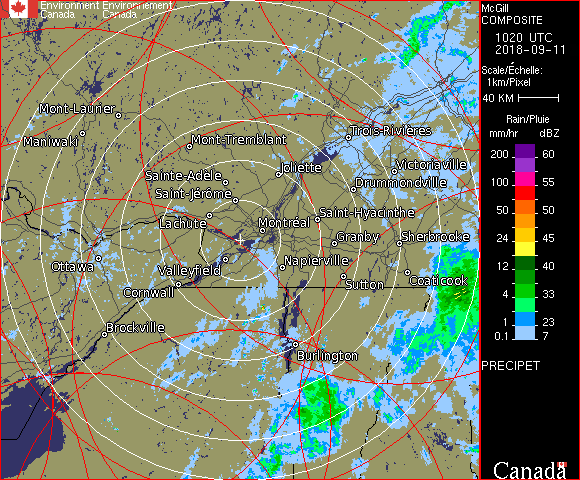 Environment Environnement
Canada Canada
McGill
COMPOSITE
1020 UTC
2018-09-11
Scale/Échelle:
1km/Pixel
40 KM
Rain/Pluie
mm/hr dBZ
200 60
100 55
50 50
24 45
12 40
4 33
1 23
0.1 7
PRECIPET
Canada
Mont-Laurier
Maniwaki
Mont-Tremblant
Trois-Rivières
Sainte-Adèle
Joliette
Victoriaville
Saint-Jérôme
Drummondville
Lachute
Montréal
Saint-Hyacinthe
Granby
Sherbrooke
Ottawa
Valleyfield
Napierville
Cornwall
Sutton
Coaticook
Brockville
Burlington